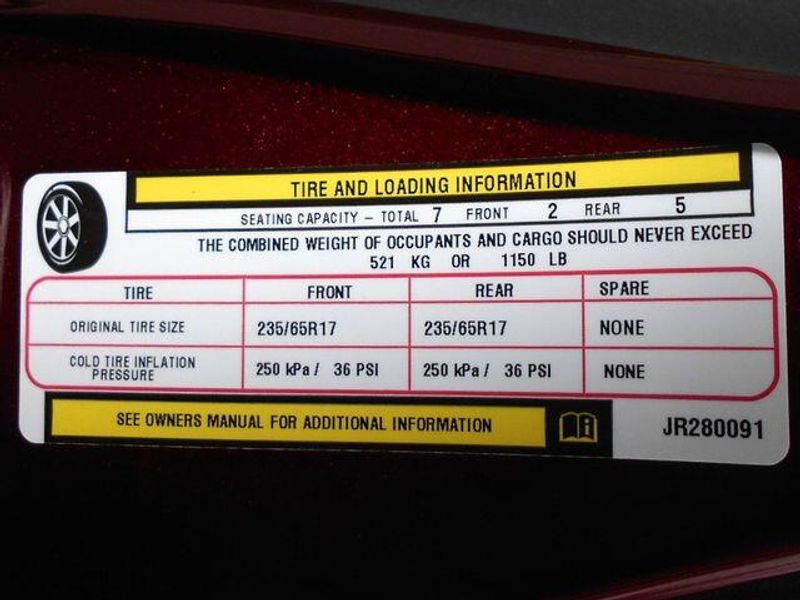 TIRE AND LOADING INFORMATION
SEATING CAPACITY – TOTAL 7 FRONT 2 REAR 5
THE COMBINED WEIGHT OF OCCUPANTS AND CARGO SHOULD NEVER EXCEED
521 KG OR 1150 LB
TIRE FRONT REAR SPARE
ORIGINAL TIRE SIZE 235/65R17 235/65R17 NONE
COLD TIRE INFLATION
PRESSURE 250 kPa / 36 PSI 250 kPa / 36 PSI NONE
SEE OWNERS MANUAL FOR ADDITIONAL INFORMATION
JR280091